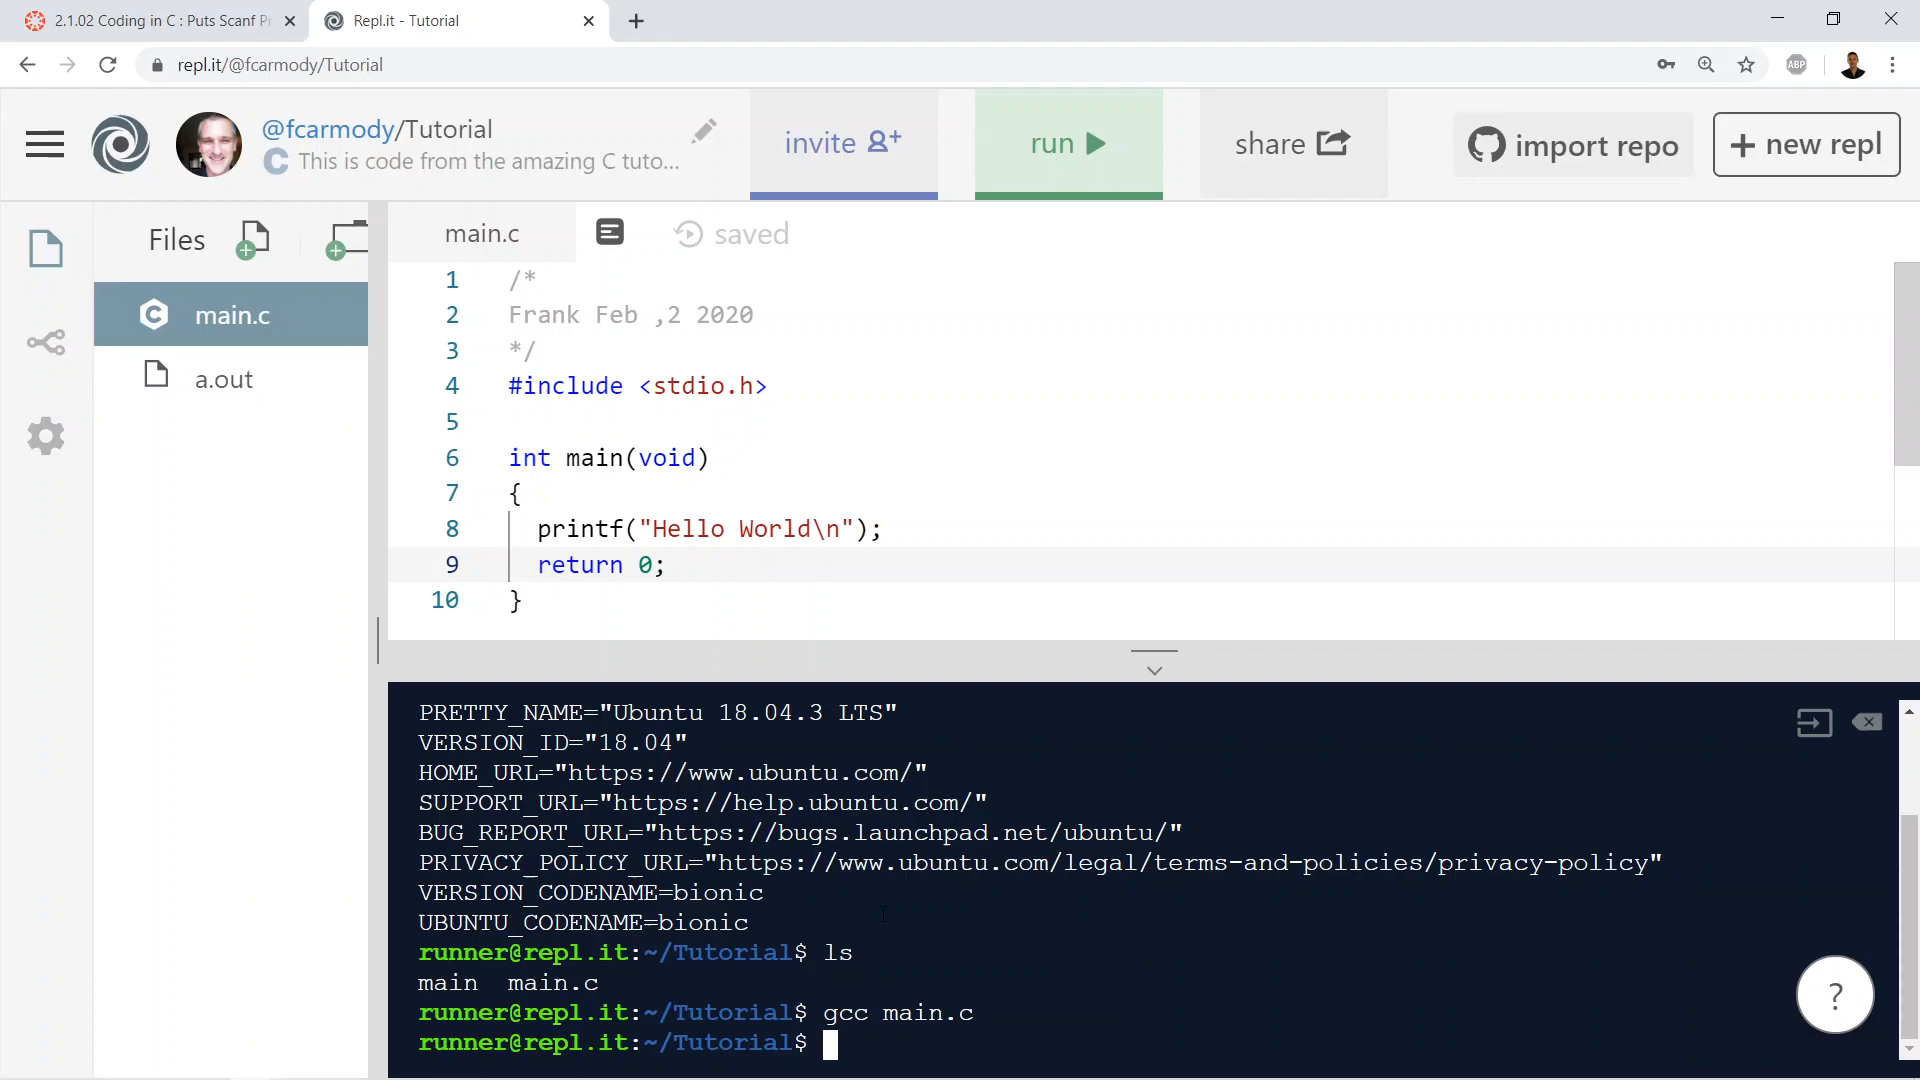 2.1.02 Coding in C : Puts Scanf Pr
Repl.it - Tutorial
repl.it/@fcarmody/Tutorial
ABP
@fcarmody/Tutorial
This is code from the amazing C tuto...
invite
run
share
import repo
+ new repl
Files
main.c
a.out
main.c
saved
1 /*
2 Frank Feb ,2 2020
3 */
4 #include <stdio.h>
5
6 int main(void)
7 {
8 printf("Hello World\n");
9 return 0;
10 }
PRETTY_NAME="Ubuntu 18.04.3 LTS"
VERSION_ID="18.04"
HOME_URL="https://www.ubuntu.com/"
SUPPORT_URL="https://help.ubuntu.com/"
BUG_REPORT_URL="https://bugs.launchpad.net/ubuntu/"
PRIVACY_POLICY_URL="https://www.ubuntu.com/legal/terms-and-policies/privacy-policy"
VERSION_CODENAME=bionic
UBUNTU_CODENAME=bionic
runner@repl.it:~/Tutorial$ ls
main main.c
runner@repl.it:~/Tutorial$ gcc main.c
runner@repl.it:~/Tutorial$
?